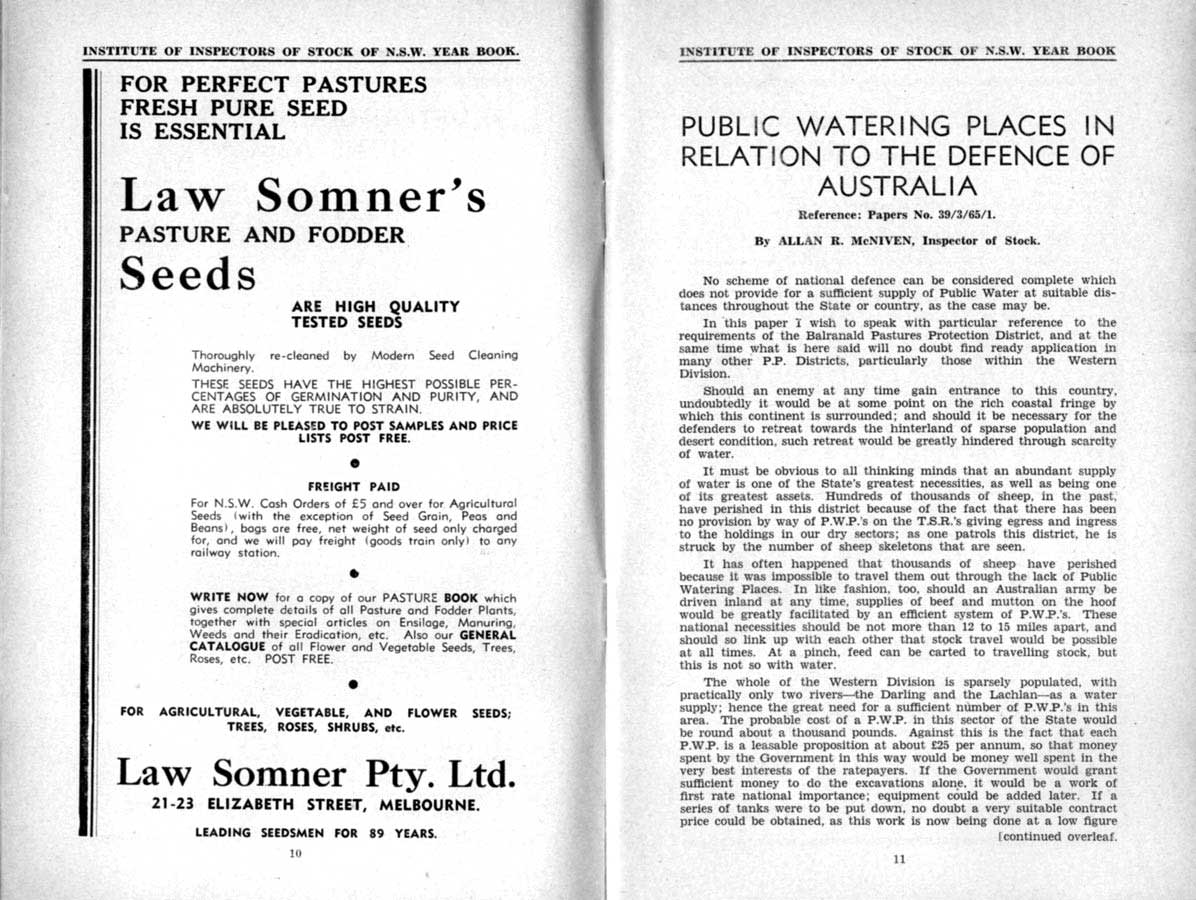 INSTITUTE OF INSPECTORS OF STOCK OF N.S.W. YEAR BOOK.
FOR PERFECT PASTURES
FRESH PURE SEED
IS ESSENTIAL
Law Somner's
PASTURE AND FODDER
Seeds
ARE HIGH QUALITY
TESTED SEEDS
Thoroughly re-cleaned by Modern Seed Cleaning
Machinery.
THESE SEEDS HAVE THE HIGHEST POSSIBLE PER-
CENTAGES OF GERMINATION AND PURITY, AND
ARE ABSOLUTELY TRUE TO STRAIN.
WE WILL BE PLEASED TO POST SAMPLES AND PRICE
LISTS POST FREE.
FREIGHT PAID
For N.S.W. Cash Orders of £5 and over for Agricultural
Seeds (with the exception of Seed Grain, Peas and
Beans), bags are free, net weight of seed only charged
for, and we will pay freight (goods train only) to any
railway station.
WRITE NOW for a copy of our PASTURE BOOK which
gives complete details of all Pasture and Fodder Plants,
together with special articles on Ensilage, Manuring,
Weeds and their Eradication, etc. Also our GENERAL
CATALOGUE of all Flower and Vegetable Seeds, Trees,
Roses, etc. POST FREE.
FOR AGRICULTURAL, VEGETABLE, AND FLOWER SEEDS;
TREES, ROSES, SHRUBS, etc.
Law Somner Pty. Ltd.
21-23 ELIZABETH STREET, MELBOURNE.
LEADING SEEDSMEN FOR 89 YEARS.
10
INSTITUTE OF INSPECTORS OF STOCK OF N.S.W. YEAR BOOK
PUBLIC WATERING PLACES IN
RELATION TO THE DEFENCE OF
AUSTRALIA
Reference: Papers No. 39/3/65/1.
By ALLAN R. McNIVEN, Inspector of Stock.
No scheme of national defence can be considered complete which
does not provide for a sufficient supply of Public Water at suitable dis-
tances throughout the State or country, as the case may be.
In this paper I wish to speak with particular reference to the
requirements of the Balranald Pastures Protection District, and at the
same time what is here said will no doubt find ready application in
many other P.P. Districts, particularly those within the Western
Division.
Should an enemy at any time gain entrance to this country,
undoubtedly it would be at some point on the rich coastal fringe by
which this continent is surrounded; and should it be necessary for the
defenders to retreat towards the hinterland of sparse population and
desert condition, such retreat would be greatly hindered through scarcity
of water.
It must be obvious to all thinking minds that an abundant supply
of water is one of the State's greatest necessities, as well as being one
of its greatest assets. Hundreds of thousands of sheep, in the past,
have perished in this district because of the fact that there has been
no provision by way of P.W.P.'s on the T.S.R.'s giving egress and ingress
to the holdings in our dry sectors; as one patrols this district, he is
struck by the number of sheep skeletons that are seen.
It has often happened that thousands of sheep have perished
because it was impossible to travel them out through the lack of Public
Watering Places. In like fashion, too, should an Australian army be
driven inland at any time, supplies of beef and mutton on the hoof
would be greatly facilitated by an efficient system of P.W.P.'s. These
national necessities should be not more than 12 to 15 miles apart, and
should so link up with each other that stock travel would be possible
at all times. At a pinch, feed can be carted to travelling stock, but
this is not so with water.
The whole of the Western Division is sparsely populated, with
practically only two rivers—the Darling and the Lachlan—as a water
supply; hence the great need for a sufficient number of P.W.P.'s in this
area. The probable cost of a P.W.P. in this sector of the State would
be round about a thousand pounds. Against this is the fact that each
P.W.P. is a leasable proposition at about £25 per annum, so that money
spent by the Government in this way would be money well spent in the
very best interests of the ratepayers. If the Government would grant
sufficient money to do the excavations alone, it would be a work of
first rate national importance; equipment could be added later. If a
series of tanks were to be put down, no doubt a very suitable contract
price could be obtained, as this work is now being done at a low figure
[continued overleaf.
11